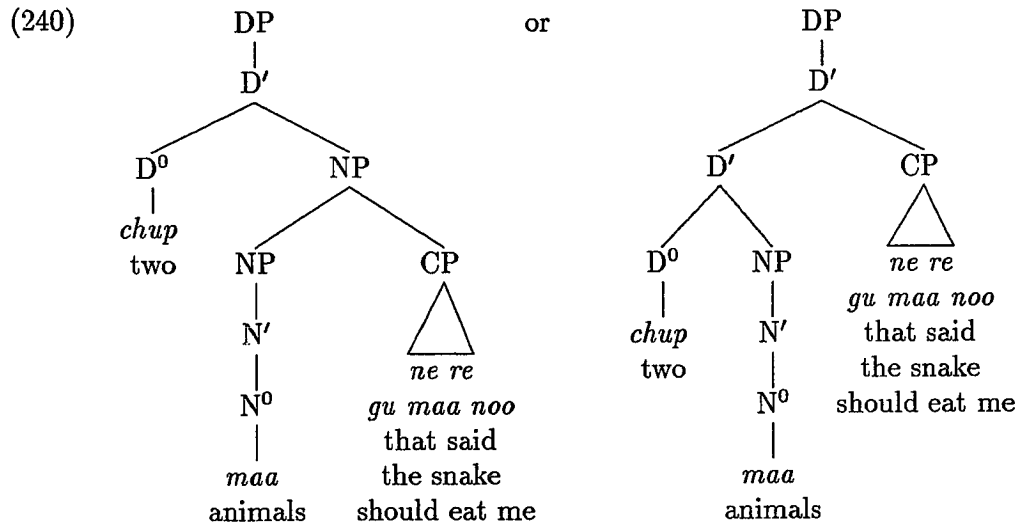 (240) DP or DP
D′ D′
D⁰ NP D′ CP
chup
two NP CP D⁰ NP ne re
gu maa noo
N′ chup N′ that said
ne re two the snake
N⁰ gu maa noo N⁰ should eat me
that said
maa the snake maa
animals should eat me animals